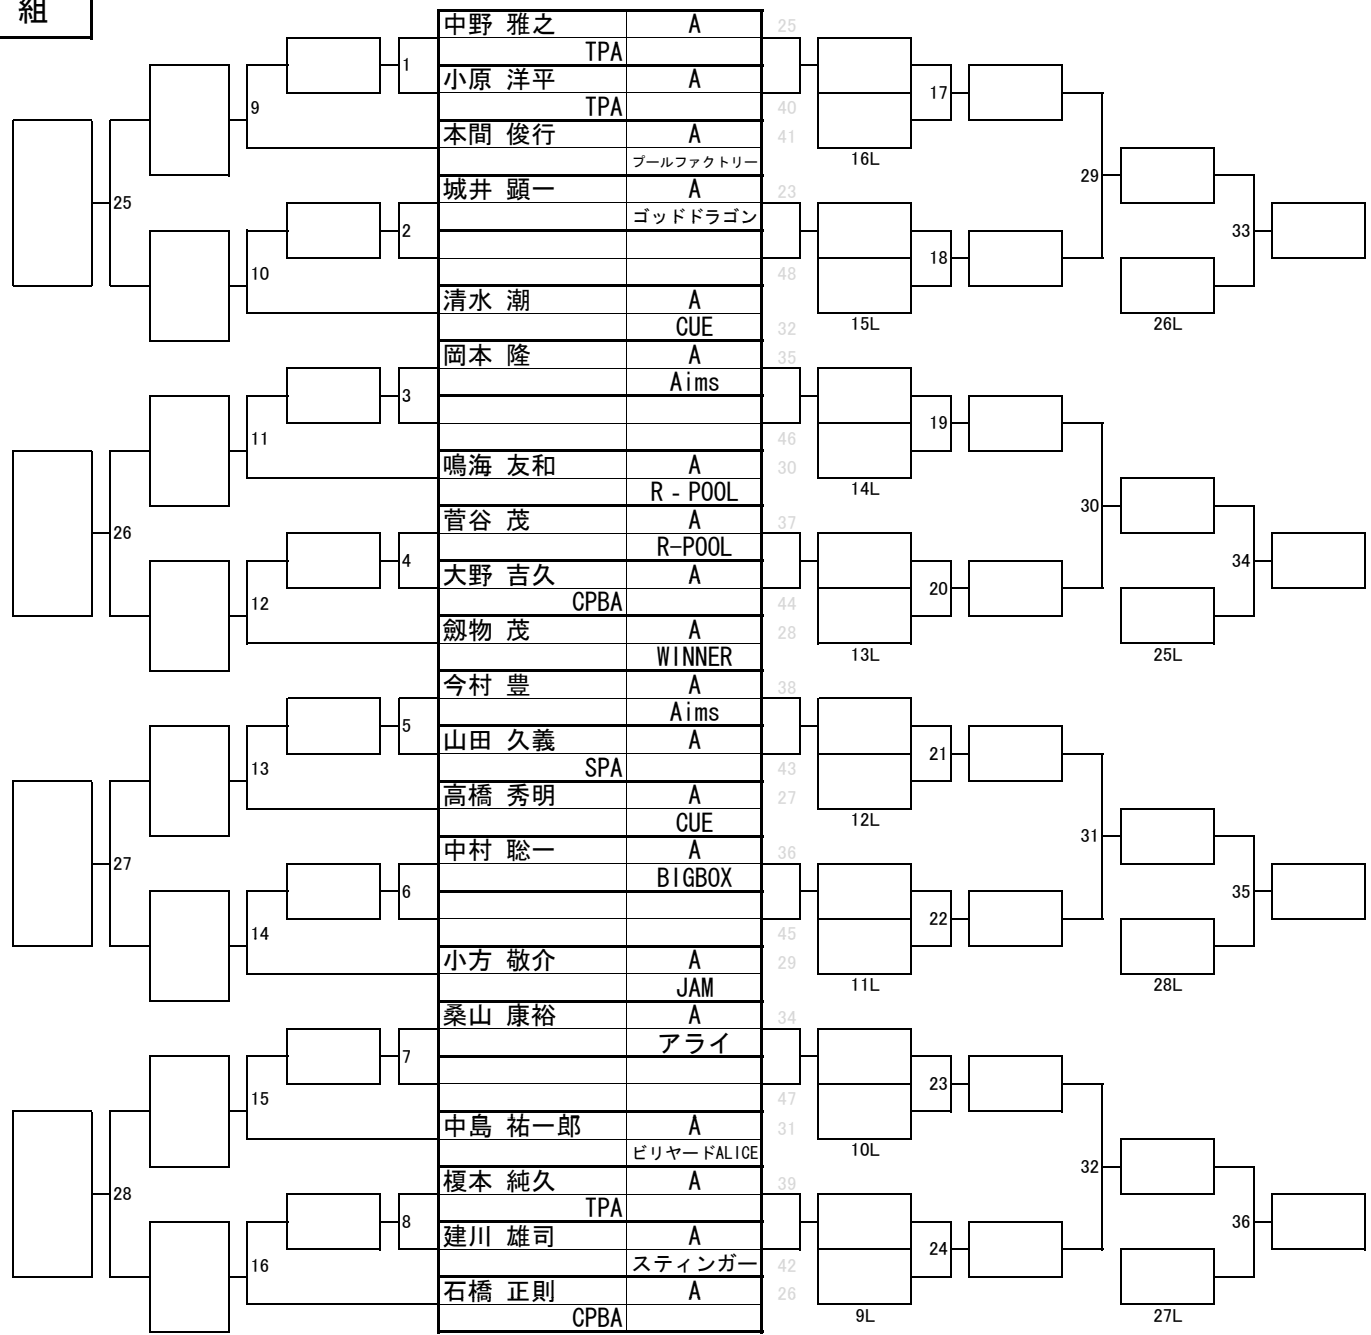 組
中野 雅之 A 25
TPA
1
小原 洋平 A
17
9
TPA 40
本間 俊行 A 41
プールファクトリー 16L
29
城井 顕一 A 23
25
ゴッドドラゴン
2 33
18
10 48
清水 潮 A
CUE 32 15L 26L
岡本 隆 A 35
Aims
3
19
11 46
鳴海 友和 A 30
R - POOL 14L
30
菅谷 茂 A 37
26
R-POOL
4 34
大野 吉久 A
20
12
CPBA 44
劔物 茂 A 28
WINNER 13L 25L
今村 豊 A 38
Aims
5
山田 久義 A
21
13
SPA 43
高橋 秀明 A 27
CUE 12L
31
中村 聡一 A 36
27
BIGBOX
6 35
22
14 45
小方 敬介 A 29
JAM 11L 28L
桑山 康裕 A 34
アライ
7
23
15 47
中島 祐一郎 A 31
ビリヤードALICE 10L
32
榎本 純久 A 39
28
TPA
8 36
建川 雄司 A
24
16
スティンガー 42
石橋 正則 A 26
CPBA 9L 27L